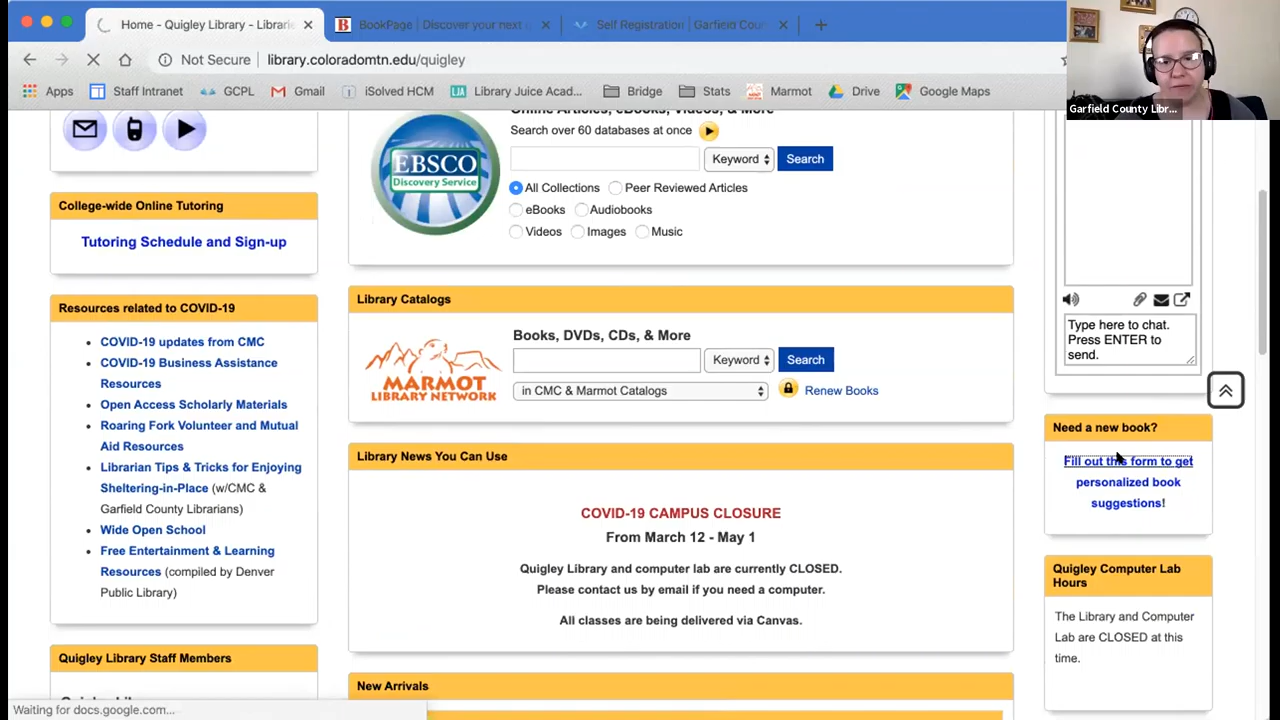 Home - Quigley Library - Librarie
BookPage | Discover your next
Self Registration | Garfield Coun
Not Secure
library.coloradomtn.edu/quigley
Garfield County Libr...
Apps
Staff Intranet
GCPL
Gmail
iSolved HCM
Library Juice Acad...
Bridge
Stats
Marmot
Drive
Google Maps
Online Articles, eBooks, Videos, & More
Search over 60 databases at once
EBSCO
Discovery Service
Keyword
Search
All Collections
Peer Reviewed Articles
eBooks
Audiobooks
Videos
Images
Music
College-wide Online Tutoring
Tutoring Schedule and Sign-up
Resources related to COVID-19
COVID-19 updates from CMC
COVID-19 Business Assistance
Resources
Open Access Scholarly Materials
Roaring Fork Volunteer and Mutual
Aid Resources
Librarian Tips & Tricks for Enjoying
Sheltering-in-Place (w/CMC &
Garfield County Librarians)
Wide Open School
Free Entertainment & Learning
Resources (compiled by Denver
Public Library)
Quigley Library Staff Members
Library Catalogs
MARMOT
LIBRARY NETWORK
Books, DVDs, CDs, & More
Keyword
Search
in CMC & Marmot Catalogs
Renew Books
Library News You Can Use
COVID-19 CAMPUS CLOSURE
From March 12 - May 1
Quigley Library and computer lab are currently CLOSED.
Please contact us by email if you need a computer.
All classes are being delivered via Canvas.
New Arrivals
Type here to chat.
Press ENTER to
send.
Need a new book?
Fill out this form to get
personalized book
suggestions!
Quigley Computer Lab
Hours
The Library and Computer
Lab are CLOSED at this
time.
Waiting for docs.google.com...